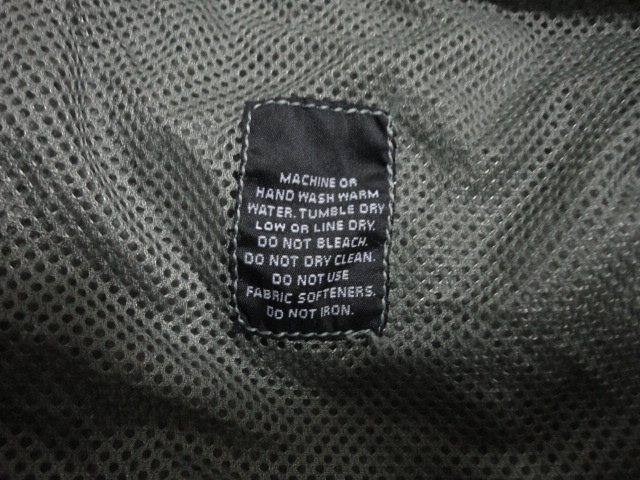 MACHINE OR
HAND WASH WARM
WATER. TUMBLE DRY
LOW OR LINE DRY.
DO NOT BLEACH.
DO NOT DRY CLEAN.
DO NOT USE
FABRIC SOFTENERS.
DO NOT IRON.